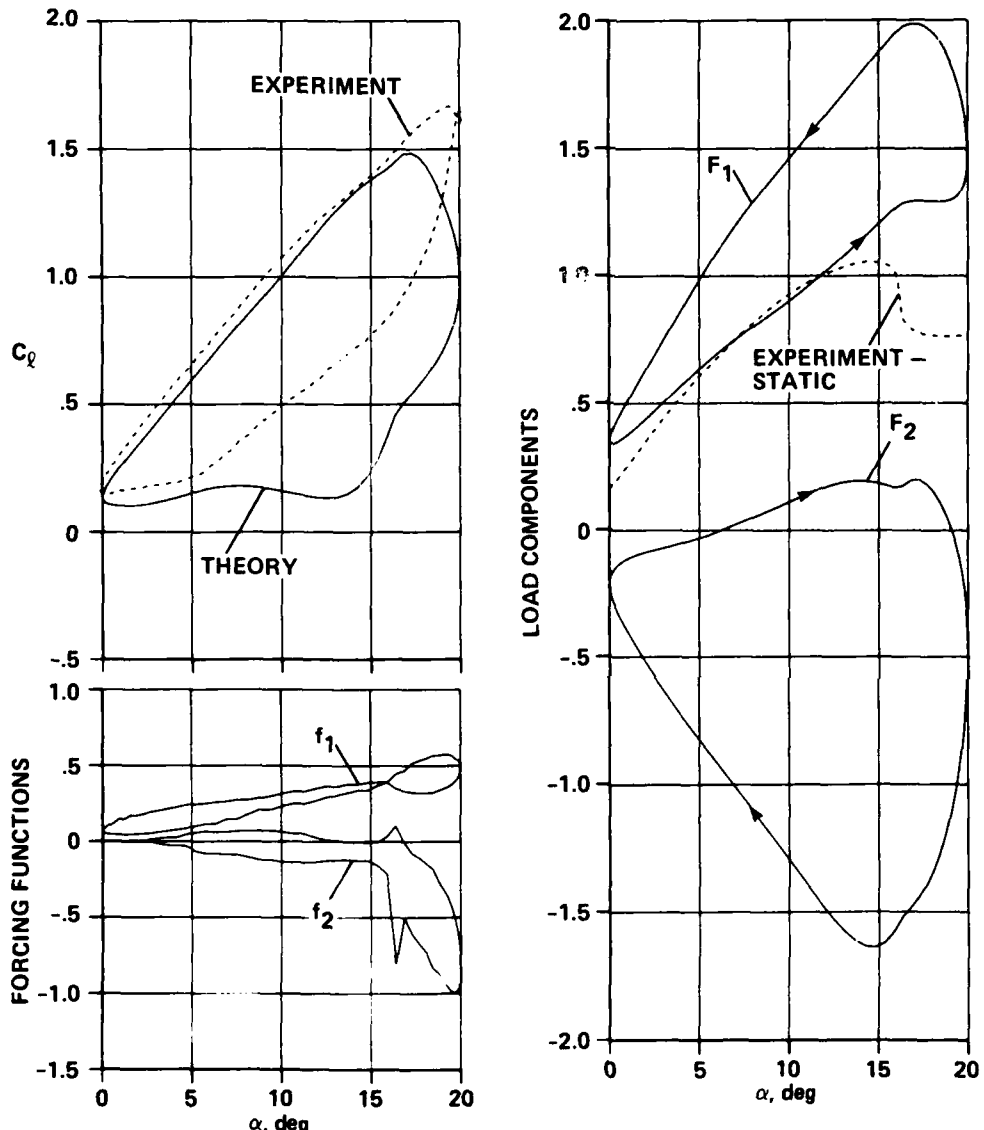 2.0
EXPERIMENT
1.5
1.0
Cℓ
.5
0
THEORY
-.5
1.0
f1
.5
0
f2
-.5
-1.0
-1.5
FORCING FUNCTIONS
0 5 10 15 20
α, deg
2.0
F1
1.5
1.0
EXPERIMENT –
STATIC
.5
F2
0
-.5
-1.0
-1.5
-2.0
LOAD COMPONENTS
0 5 10 15 20
α, deg